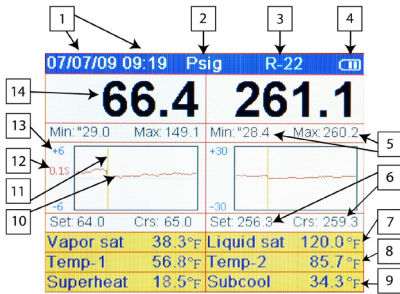 1 2 3 4
07/07/09 09:19 Psig R-22
14 66.4 261.1
Min:"29.0 Max:149.1 Min:"28.4 Max:260.2 5
13 +6 +30
12 0.1S
11
10
-6 -30
6
Set: 64.0 Crs: 65.0 Set: 256.3 Crs: 259.3
Vapor sat 38.3°F Liquid sat 120.0°F 7
Temp-1 56.8°F Temp-2 85.7°F 8
Superheat 18.5°F Subcool 34.3°F 9